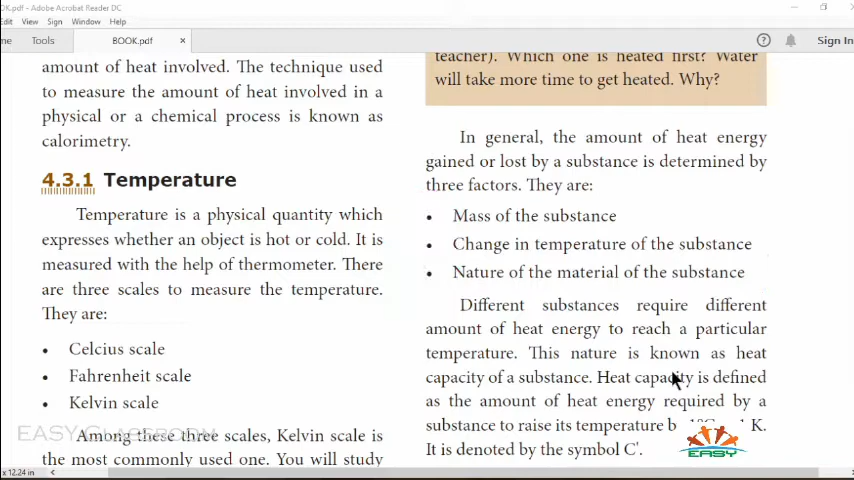 OK.pdf - Adobe Acrobat Reader DC
Edit View Sign Window Help
me Tools BOOK.pdf × ? Sign In
amount of heat involved. The technique used
to measure the amount of heat involved in a
physical or a chemical process is known as
calorimetry.
4.3.1 Temperature
Temperature is a physical quantity which
expresses whether an object is hot or cold. It is
measured with the help of thermometer. There
are three scales to measure the temperature.
They are:
• Celcius scale
• Fahrenheit scale
• Kelvin scale
Among these three scales, Kelvin scale is
the most commonly used one. You will study
teacher). Which one is heated first? Water
will take more time to get heated. Why?
In general, the amount of heat energy
gained or lost by a substance is determined by
three factors. They are:
• Mass of the substance
• Change in temperature of the substance
• Nature of the material of the substance
Different substances require different
amount of heat energy to reach a particular
temperature. This nature is known as heat
capacity of a substance. Heat capacity is defined
as the amount of heat energy required by a
substance to raise its temperature b 1°C 1 K.
It is denoted by the symbol C'.
EASY CLASSROOM
EASY
x 12.24 in